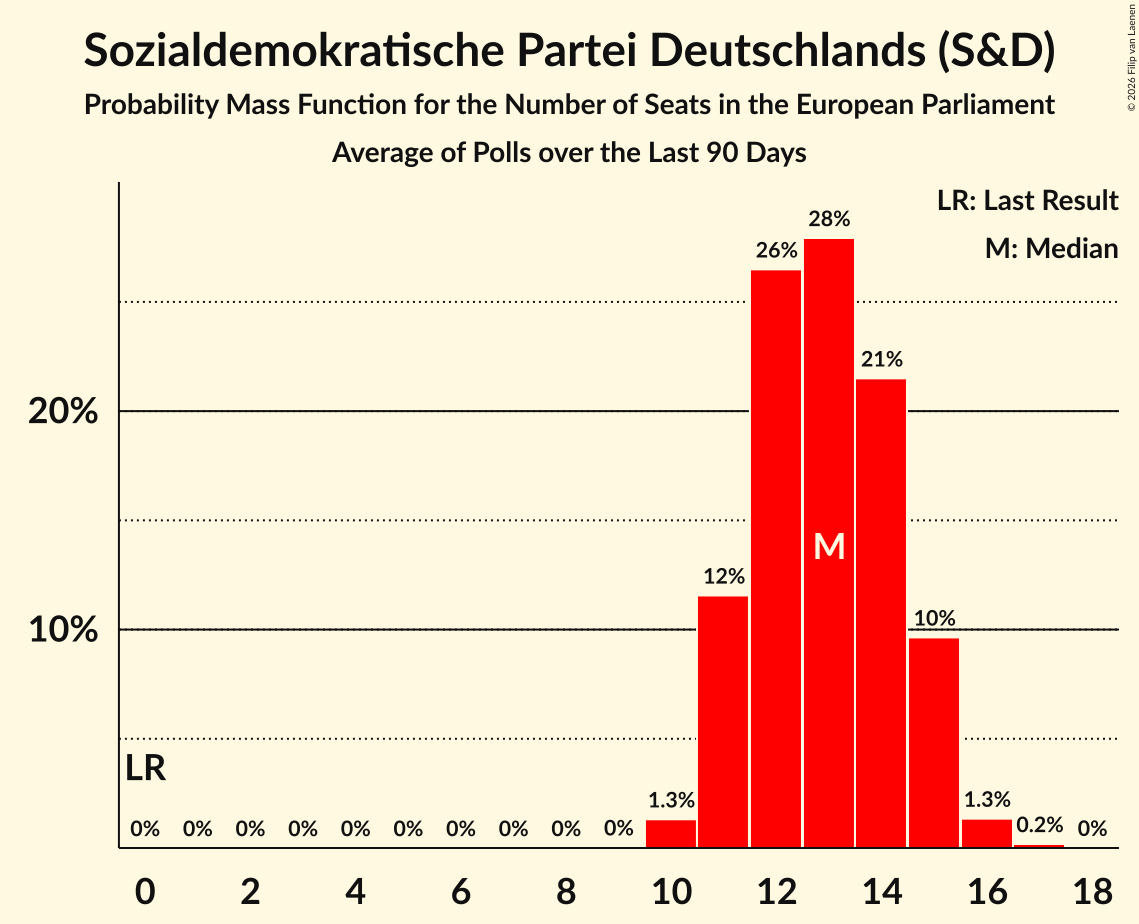 Sozialdemokratische Partei Deutschlands (S&D)
Probability Mass Function for the Number of Seats in the European Parliament
Average of Polls over the Last 90 Days
© 2026 Filip van Laenen
LR: Last Result
M: Median
28%
26%
21%
20%
M
12%
10%
10%
LR
1.3%
1.3%
0% 0% 0% 0% 0% 0% 0% 0% 0% 0% 0.2% 0%
0 2 4 6 8 10 12 14 16 18